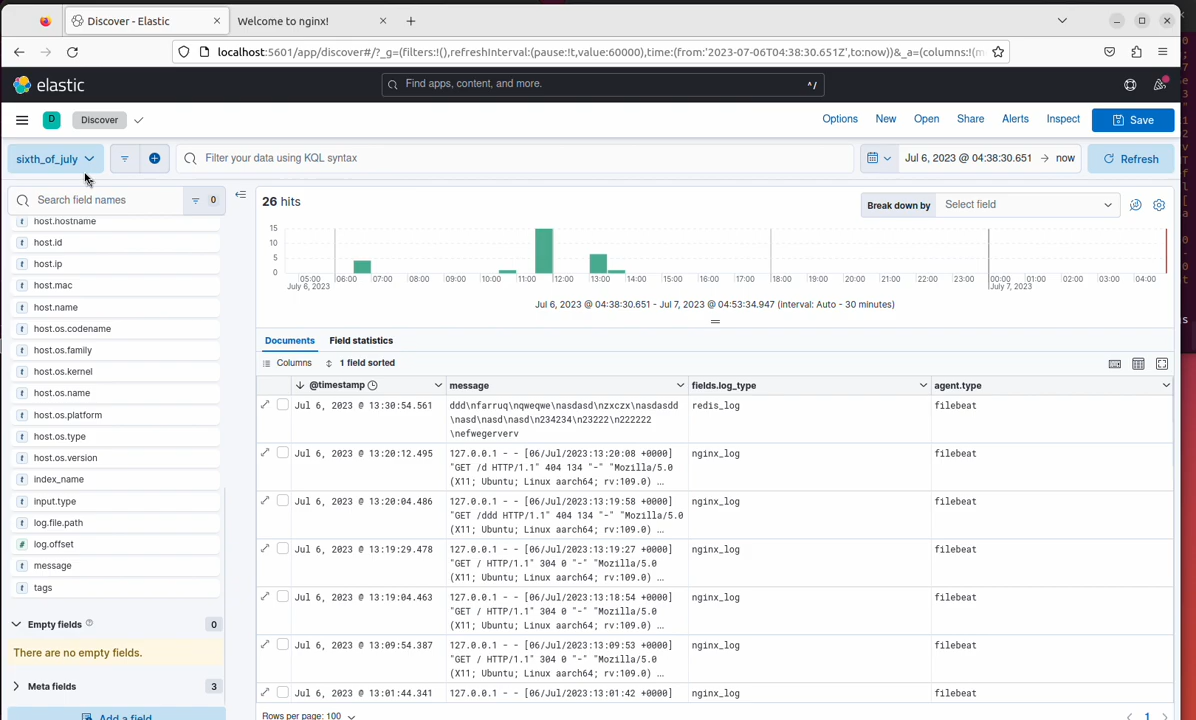 Discover - Elastic
Welcome to nginx!
localhost:5601/app/discover#/?_g=(filters:!(),refreshInterval:(pause:!t,value:60000),time:(from:'2023-07-06T04:38:30.651Z',to:now))&_a=(columns:!(m
elastic
Find apps, content, and more.
^/
D
Discover
Options
New
Open
Share
Alerts
Inspect
Save
sixth_of_july
Filter your data using KQL syntax
Jul 6, 2023 @ 04:38:30.651
now
Refresh
Search field names
0
t host.hostname
t host.id
t host.ip
t host.mac
t host.name
t host.os.codename
t host.os.family
t host.os.kernel
t host.os.name
t host.os.platform
t host.os.type
t host.os.version
t index_name
t input.type
t log.file.path
# log.offset
t message
t tags
Empty fields
0
There are no empty fields.
Meta fields
3
Add a field
26 hits
Break down by
Select field
15
10
5
0
05:00 06:00 07:00 08:00 09:00 10:00 11:00 12:00 13:00 14:00 15:00 16:00 17:00 18:00 19:00 20:00 21:00 22:00 23:00 00:00 01:00 02:00 03:00 04:00
July 6, 2023
July 7, 2023
Jul 6, 2023 @ 04:38:30.651 - Jul 7, 2023 @ 04:53:34.947 (interval: Auto - 30 minutes)
Documents
Field statistics
Columns
1 field sorted
@timestamp
message
fields.log_type
agent.type
Jul 6, 2023 @ 13:30:54.561
ddd\nfarruq\nqweqwe\nasdasd\nzxczx\nasdasdd
\nasd\nasd\nasd\n234234\n23222\n222222
\nefwegerverv
redis_log
filebeat
Jul 6, 2023 @ 13:20:12.495
127.0.0.1 - - [06/Jul/2023:13:20:08 +0000]
"GET /d HTTP/1.1" 404 134 "-" "Mozilla/5.0
(X11; Ubuntu; Linux aarch64; rv:109.0) …
nginx_log
filebeat
Jul 6, 2023 @ 13:20:04.486
127.0.0.1 - - [06/Jul/2023:13:19:58 +0000]
"GET /ddd HTTP/1.1" 404 134 "-" "Mozilla/5.0
(X11; Ubuntu; Linux aarch64; rv:109.0) …
nginx_log
filebeat
Jul 6, 2023 @ 13:19:29.478
127.0.0.1 - - [06/Jul/2023:13:19:27 +0000]
"GET / HTTP/1.1" 304 0 "-" "Mozilla/5.0
(X11; Ubuntu; Linux aarch64; rv:109.0) …
nginx_log
filebeat
Jul 6, 2023 @ 13:19:04.463
127.0.0.1 - - [06/Jul/2023:13:18:54 +0000]
"GET / HTTP/1.1" 304 0 "-" "Mozilla/5.0
(X11; Ubuntu; Linux aarch64; rv:109.0) …
nginx_log
filebeat
Jul 6, 2023 @ 13:09:54.387
127.0.0.1 - - [06/Jul/2023:13:09:53 +0000]
"GET / HTTP/1.1" 304 0 "-" "Mozilla/5.0
(X11; Ubuntu; Linux aarch64; rv:109.0) …
nginx_log
filebeat
Jul 6, 2023 @ 13:01:44.341
127.0.0.1 - - [06/Jul/2023:13:01:42 +0000]
nginx_log
filebeat
Rows per page: 100
1